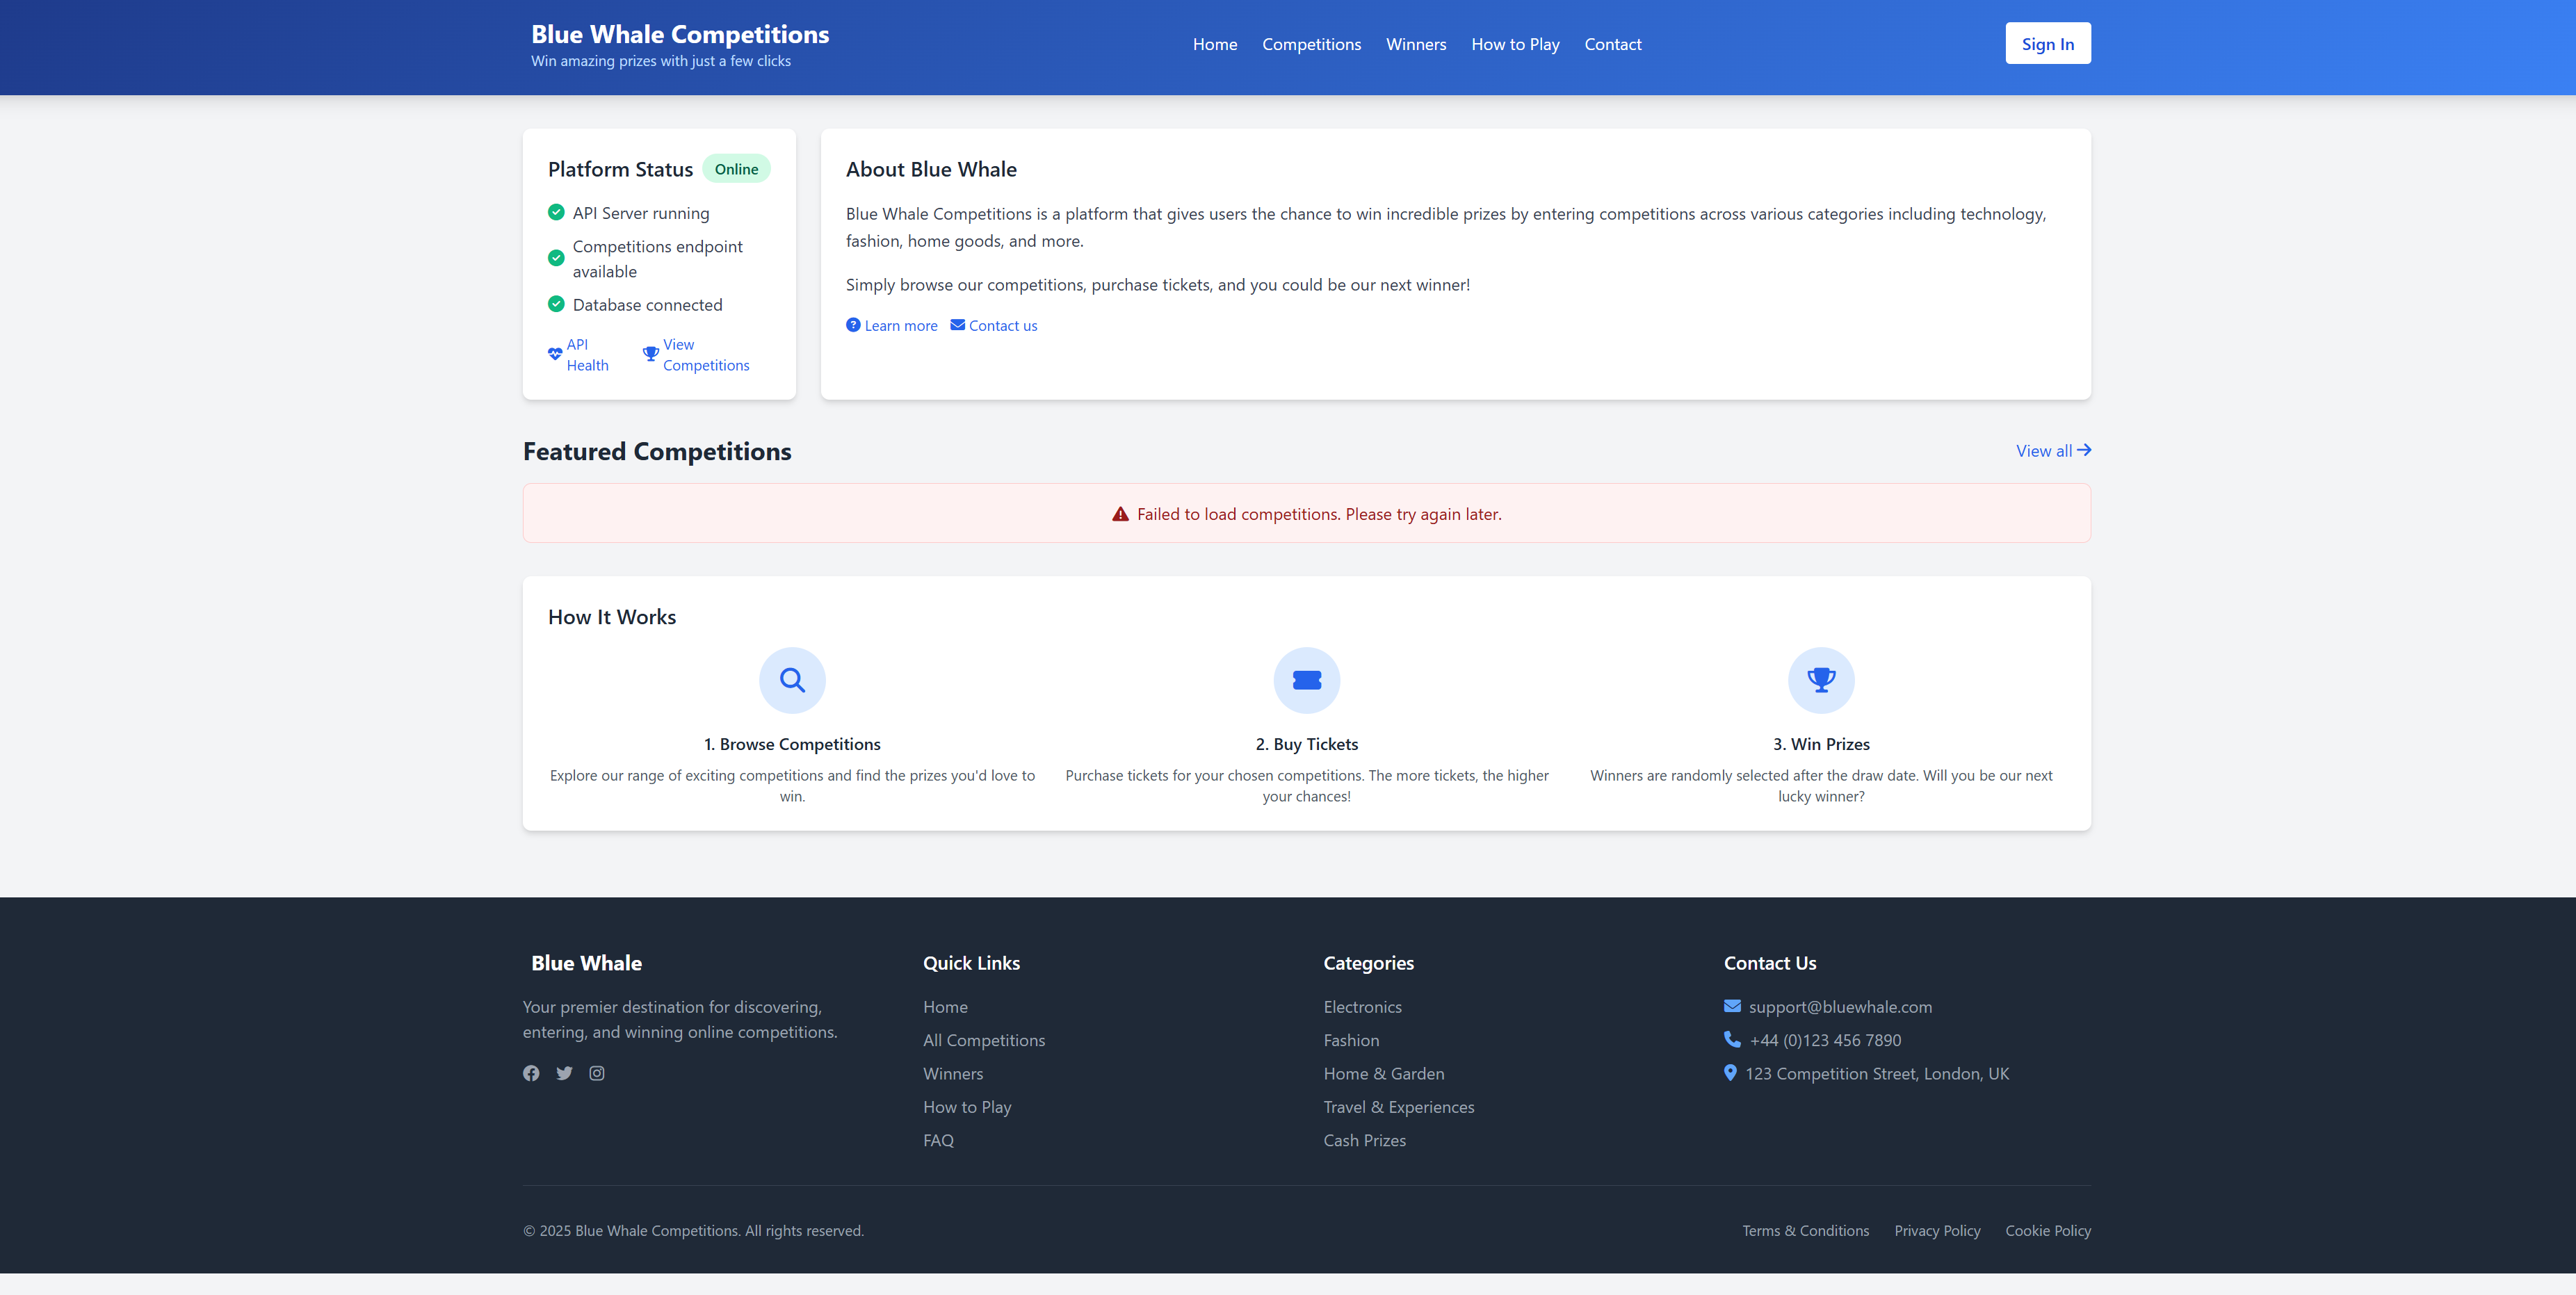 Blue Whale Competitions
Win amazing prizes with just a few clicks
Home Competitions Winners How to Play Contact
Sign In
Platform Status Online
API Server running
Competitions endpoint
available
Database connected
API
Health
View
Competitions
About Blue Whale
Blue Whale Competitions is a platform that gives users the chance to win incredible prizes by entering competitions across various categories including technology,
fashion, home goods, and more.
Simply browse our competitions, purchase tickets, and you could be our next winner!
Learn more Contact us
Featured Competitions
View all
Failed to load competitions. Please try again later.
How It Works
1. Browse Competitions
Explore our range of exciting competitions and find the prizes you'd love to
win.
2. Buy Tickets
Purchase tickets for your chosen competitions. The more tickets, the higher
your chances!
3. Win Prizes
Winners are randomly selected after the draw date. Will you be our next
lucky winner?
Blue Whale
Your premier destination for discovering,
entering, and winning online competitions.
Quick Links
Home
All Competitions
Winners
How to Play
FAQ
Categories
Electronics
Fashion
Home & Garden
Travel & Experiences
Cash Prizes
Contact Us
support@bluewhale.com
+44 (0)123 456 7890
123 Competition Street, London, UK
© 2025 Blue Whale Competitions. All rights reserved.
Terms & Conditions Privacy Policy Cookie Policy